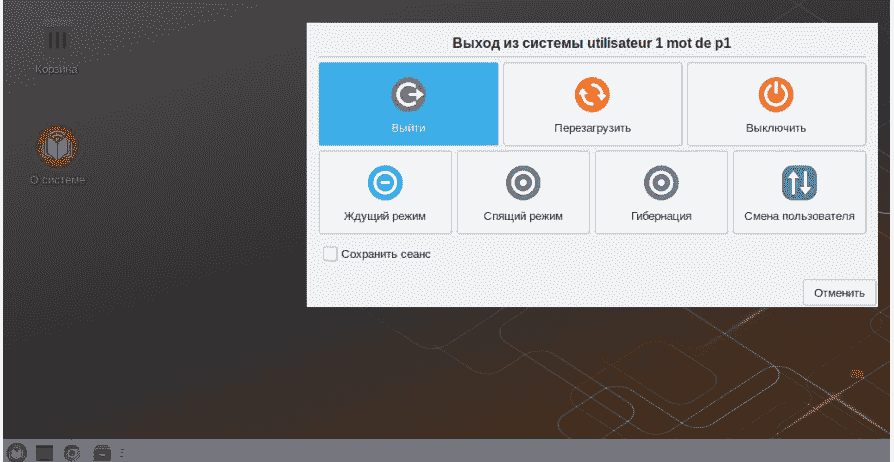 Корзина
О системе
Выход из системы utilisateur 1 mot de p1
Выйти
Перезагрузить
Выключить
Ждущий режим
Спящий режим
Гибернация
Смена пользователя
Сохранить сеанс
Отменить